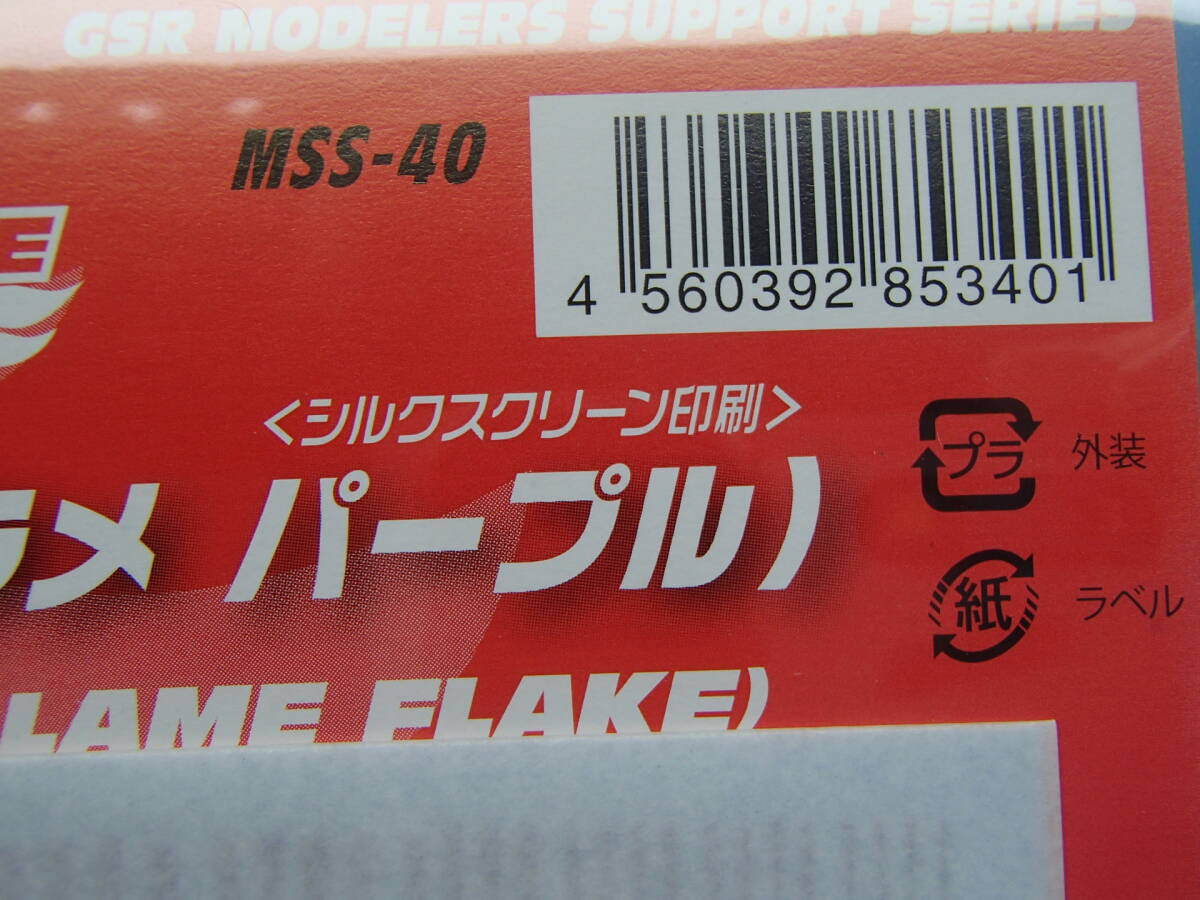 GSR MODELERS SUPPORT SERIES
MSS-40
4 560392 853401
E
<シルクスクリーン印刷>
プラ 外装
ラメ パープル)
紙 ラベル
LAME FLAKE)